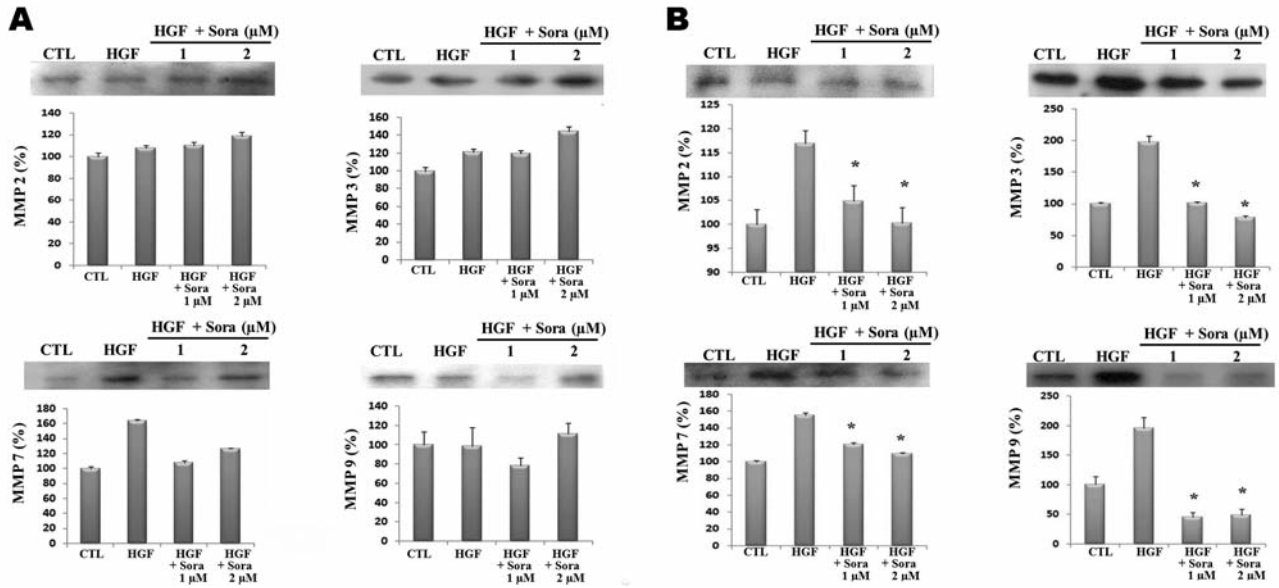 A
HGF + Sora (µM)
CTL HGF 1 2
MMP 2 (%)
140
120
100
80
60
40
20
0
CTL HGF HGF HGF
+ Sora + Sora
1 µM 2 µM
HGF + Sora (µM)
CTL HGF 1 2
MMP 3 (%)
160
140
120
100
80
60
40
20
0
CTL HGF HGF HGF
+ Sora + Sora
1 µM 2 µM
HGF + Sora (µM)
CTL HGF 1 2
MMP 7 (%)
180
160
140
120
100
80
60
40
20
0
CTL HGF HGF HGF
+ Sora + Sora
1 µM 2 µM
HGF + Sora (µM)
CTL HGF 1 2
MMP 9 (%)
140
120
100
80
60
40
20
0
CTL HGF HGF HGF
+ Sora + Sora
1 µM 2 µM
B
HGF + Sora (µM)
CTL HGF 1 2
MMP 2 (%)
125
120
115
110
105
100
95
90
* *
CTL HGF HGF HGF
+ Sora + Sora
1 µM 2 µM
HGF + Sora (µM)
CTL HGF 1 2
MMP 3 (%)
250
200
150
100
50
0
* *
CTL HGF HGF HGF
+ Sora + Sora
1 µM 2 µM
HGF + Sora (µM)
CTL HGF 1 2
MMP 7 (%)
180
160
140
120
100
80
60
40
20
0
* *
CTL HGF HGF HGF
+ Sora + Sora
1 µM 2 µM
HGF + Sora (µM)
CTL HGF 1 2
MMP 9 (%)
250
200
150
100
50
0
* *
CTL HGF HGF HGF
+ Sora + Sora
1 µM 2 µM